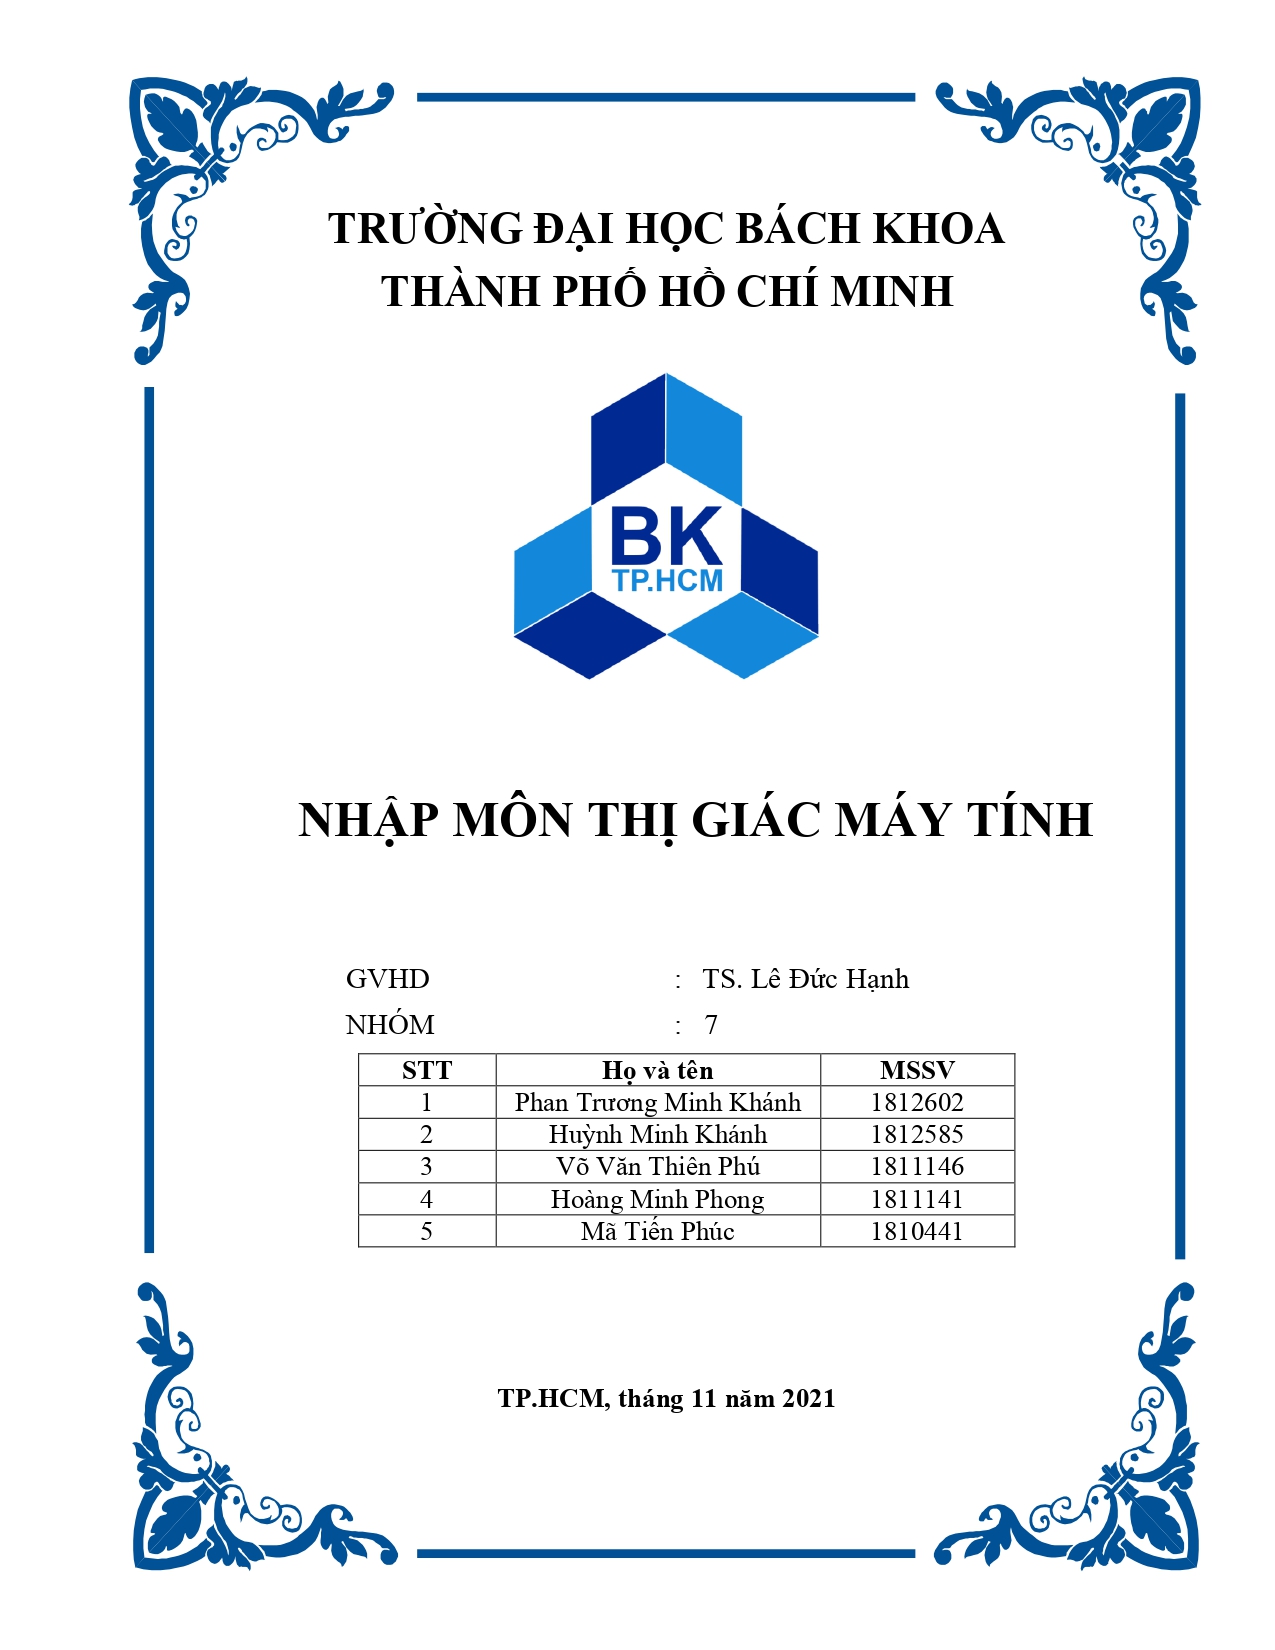 TRƯỜNG ĐẠI HỌC BÁCH KHOA
THÀNH PHỐ HỒ CHÍ MINH
BK
TP.HCM
NHẬP MÔN THỊ GIÁC MÁY TÍNH
GVHD : TS. Lê Đức Hạnh
NHÓM : 7
STT Họ và tên MSSV
1 Phan Trương Minh Khánh 1812602
2 Huỳnh Minh Khánh 1812585
3 Võ Văn Thiên Phú 1811146
4 Hoàng Minh Phong 1811141
5 Mã Tiến Phúc 1810441
TP.HCM, tháng 11 năm 2021